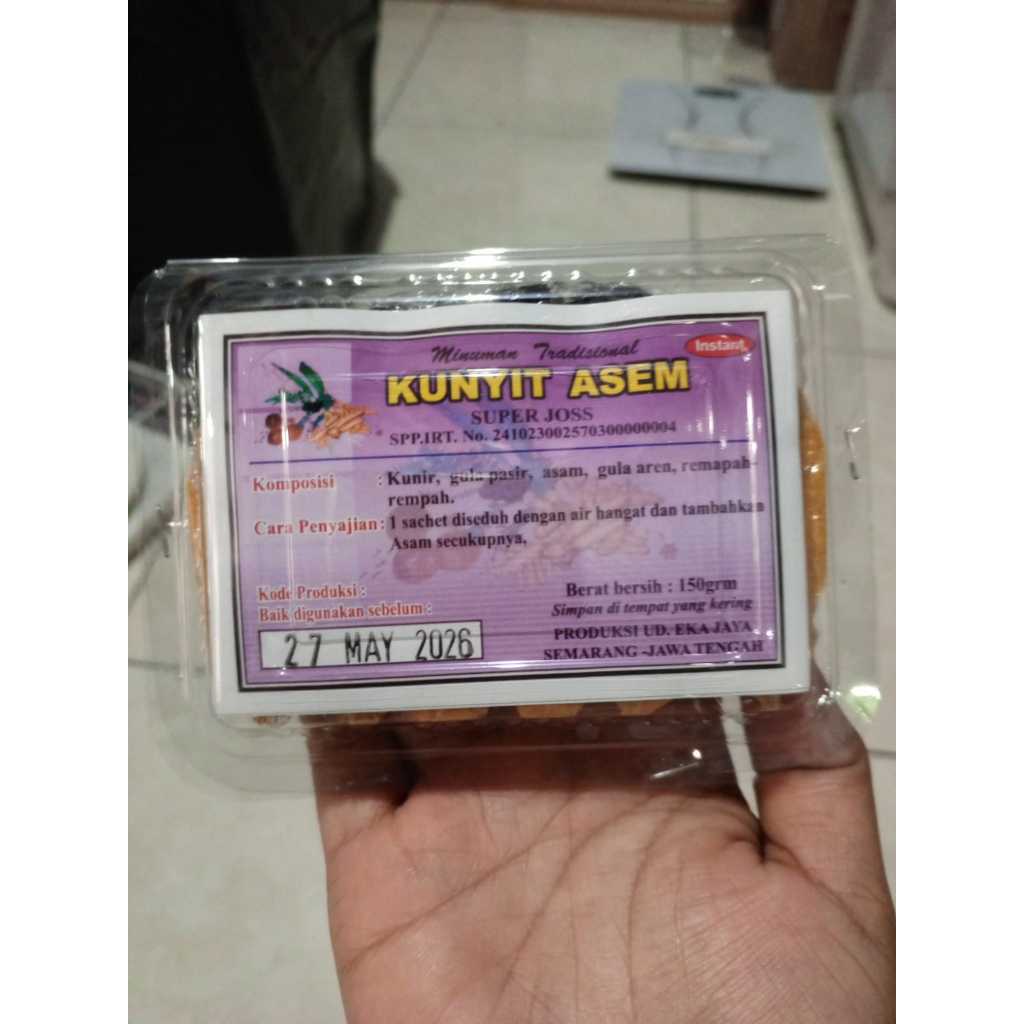 Minuman Tradisional
Instant
KUNYIT ASEM
SUPER JOSS
SPP.IRT. No. 241023002570300000004
Komposisi : Kunir, gula pasir, asam, gula aren, remapah-
rempah.
Cara Penyajian : 1 sachet diseduh dengan air hangat dan tambahkan
Asam secukupnya,
Kode Produksi :
Baik digunakan sebelum :
27 MAY 2026
Berat bersih : 150grm
Simpan di tempat yang kering
PRODUKSI UD. EKA JAYA
SEMARANG -JAWA TENGAH